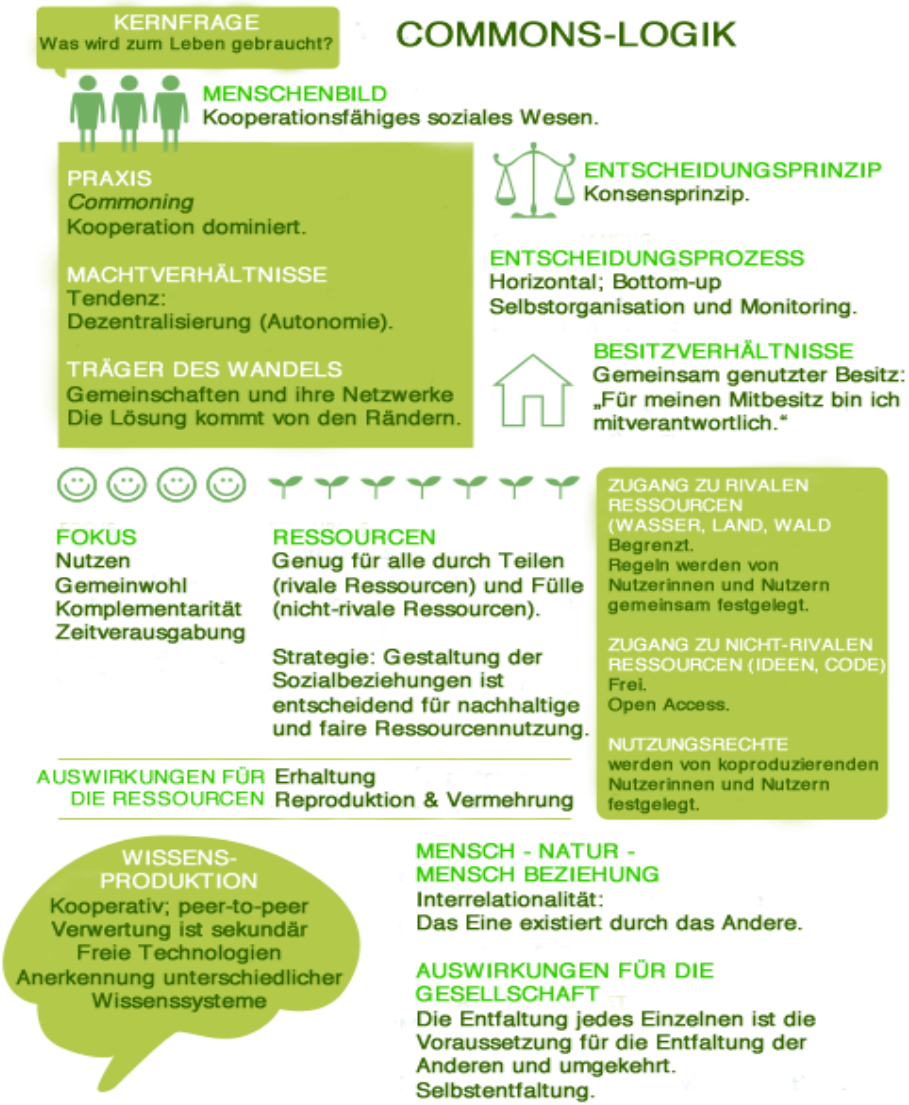 KERNFRAGE
Was wird zum Leben gebraucht?
COMMONS-LOGIK
MENSCHENBILD
Kooperationsfähiges soziales Wesen.
PRAXIS
Commoning
Kooperation dominiert.
MACHTVERHÄLTNISSE
Tendenz:
Dezentralisierung (Autonomie).
TRÄGER DES WANDELS
Gemeinschaften und ihre Netzwerke
Die Lösung kommt von den Rändern.
ENTSCHEIDUNGSPRINZIP
Konsensprinzip.
ENTSCHEIDUNGSPROZESS
Horizontal; Bottom-up
Selbstorganisation und Monitoring.
BESITZVERHÄLTNISSE
Gemeinsam genutzter Besitz:
„Für meinen Mitbesitz bin ich
mitverantwortlich.“
FOKUS
Nutzen
Gemeinwohl
Komplementarität
Zeitverausgabung
RESSOURCEN
Genug für alle durch Teilen
(rivale Ressourcen) und Fülle
(nicht-rivale Ressourcen).
Strategie: Gestaltung der
Sozialbeziehungen ist
entscheidend für nachhaltige
und faire Ressourcennutzung.
ZUGANG ZU RIVALEN
RESSOURCEN
(WASSER, LAND, WALD
Begrenzt.
Regeln werden von
Nutzerinnen und Nutzern
gemeinsam festgelegt.
ZUGANG ZU NICHT-RIVALEN
RESSOURCEN (IDEEN, CODE)
Frei.
Open Access.
NUTZUNGSRECHTE
werden von koproduzierenden
Nutzerinnen und Nutzern
festgelegt.
AUSWIRKUNGEN FÜR
DIE RESSOURCEN
Erhaltung
Reproduktion & Vermehrung
WISSENS-
PRODUKTION
Kooperativ; peer-to-peer
Verwertung ist sekundär
Freie Technologien
Anerkennung unterschiedlicher
Wissenssysteme
MENSCH - NATUR -
MENSCH BEZIEHUNG
Interrelationalität:
Das Eine existiert durch das Andere.
AUSWIRKUNGEN FÜR DIE
GESELLSCHAFT
Die Entfaltung jedes Einzelnen ist die
Voraussetzung für die Entfaltung der
Anderen und umgekehrt.
Selbstentfaltung.